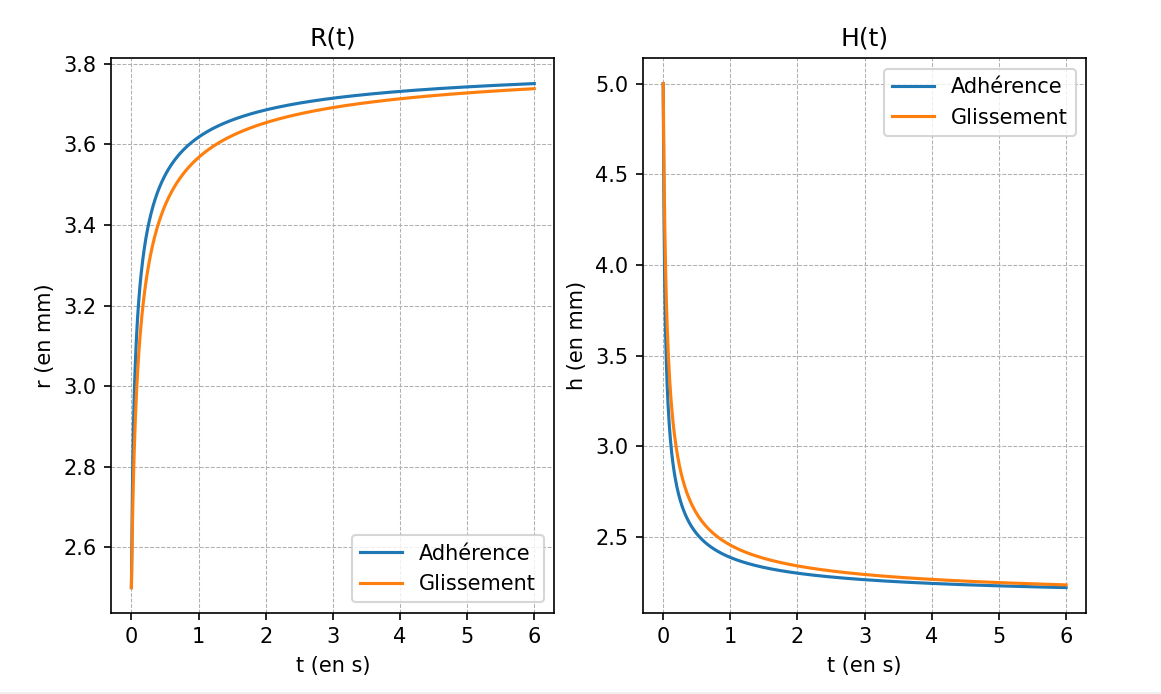 R(t)
3.8
3.6
3.4
3.2
3.0
2.8
2.6
r (en mm)
Adhérence
Glissement
0 1 2 3 4 5 6
t (en s)
H(t)
5.0
4.5
4.0
3.5
3.0
2.5
h (en mm)
Adhérence
Glissement
0 1 2 3 4 5 6
t (en s)